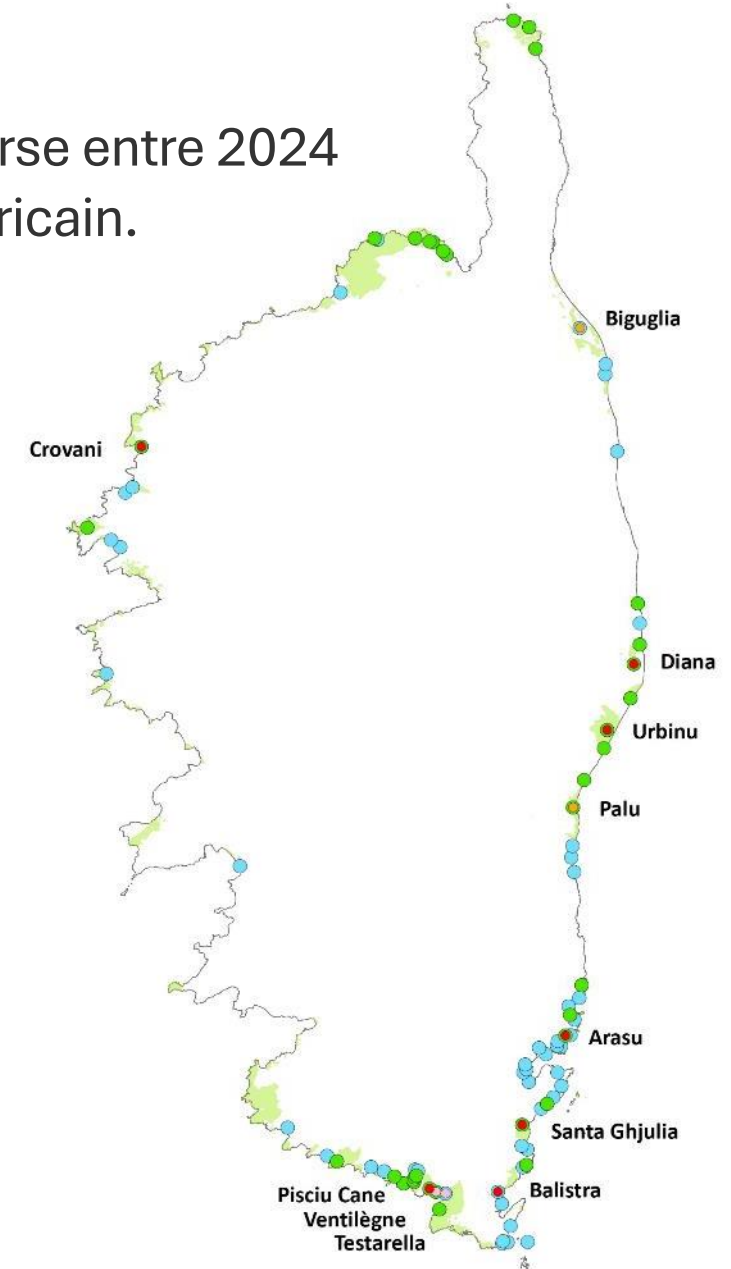 rse entre 2024
ricain.
Biguglia
Crovani
Diana
Urbinu
Palu
Arasu
Santa Ghjulia
Pisciu Cane
Balistra
Ventilègne
Testarella